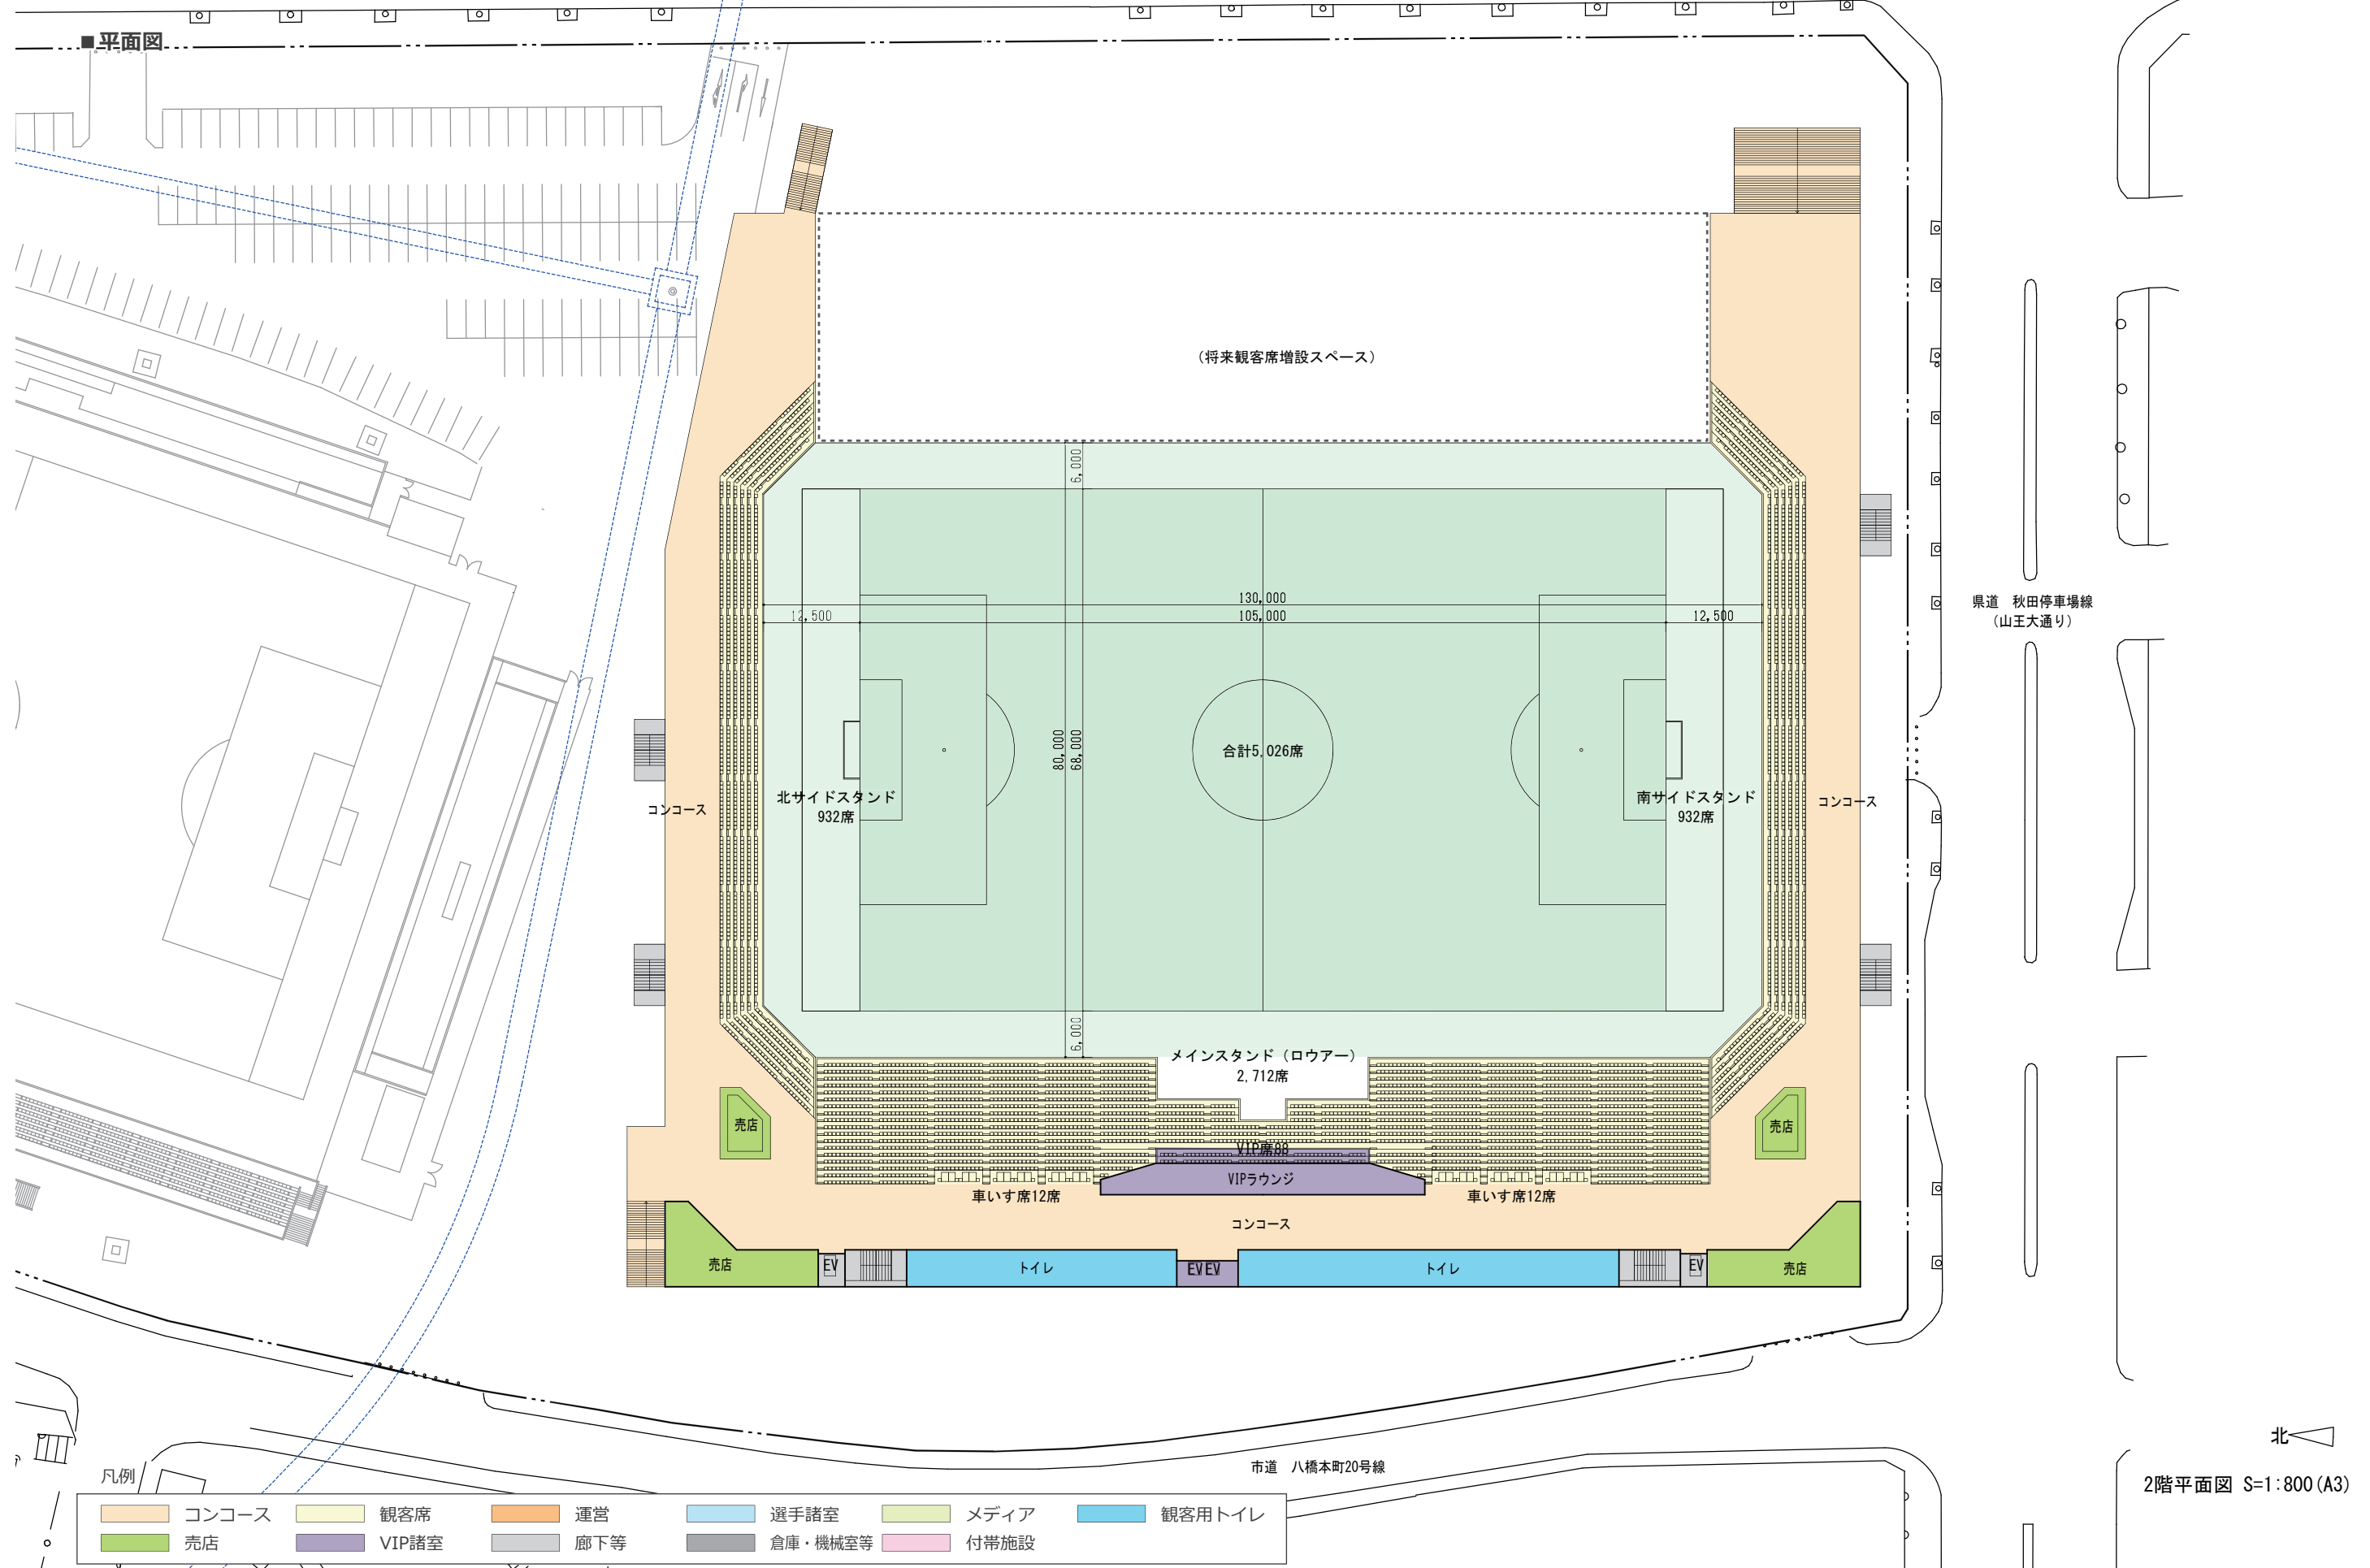 ■平面図
(将来観客席増設スペース)
6,000
130,000
12,500
105,000
12,500
県道　秋田停車場線
(山王大通り)
80,000
68,000
合計5,026席
北サイドスタンド
932席
南サイドスタンド
932席
コンコース
コンコース
6,000
メインスタンド（ロウアー）
2,712席
売店
売店
VIP席88
VIPラウンジ
車いす席12席
車いす席12席
コンコース
売店
EV
トイレ
EV EV
トイレ
EV
売店
北
市道　八橋本町20号線
2階平面図 S=1:800(A3)
凡例
コンコース
観客席
運営
選手諸室
メディア
観客用トイレ
売店
VIP諸室
廊下等
倉庫・機械室等
付帯施設